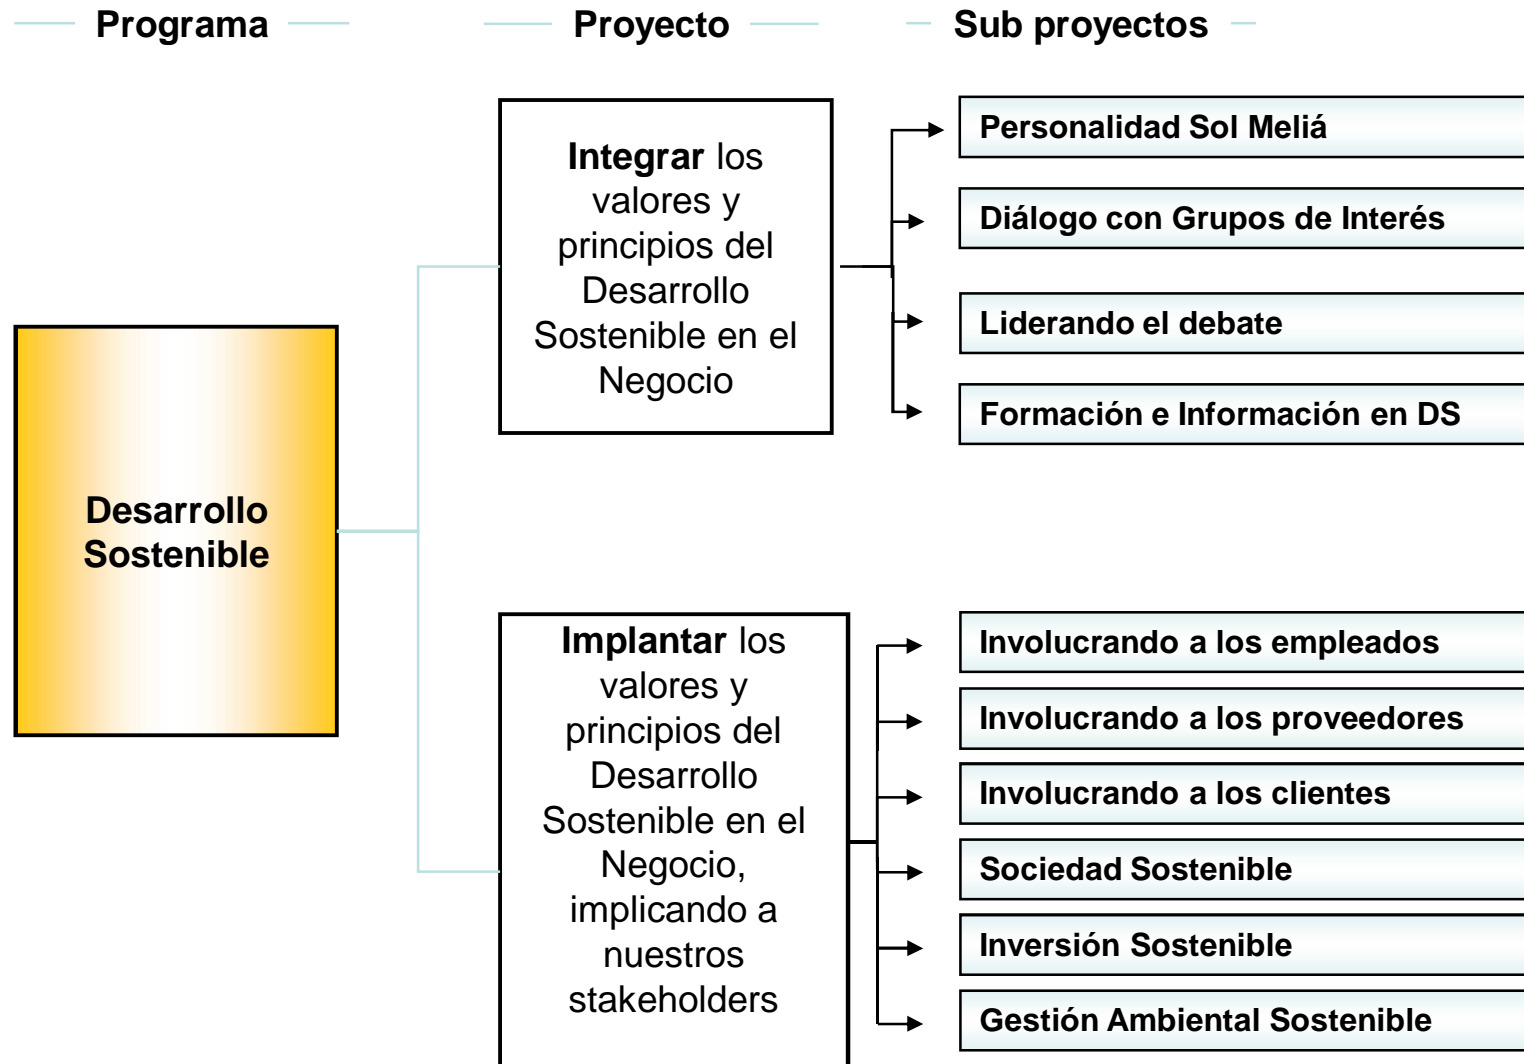 Programa
Proyecto
Sub proyectos
Desarrollo
Sostenible
Integrar los
valores y
principios del
Desarrollo
Sostenible en el
Negocio
Personalidad Sol Meliá
Diálogo con Grupos de Interés
Liderando el debate
Formación e Información en DS
Implantar los
valores y
principios del
Desarrollo
Sostenible en el
Negocio,
implicando a
nuestros
stakeholders
Involucrando a los empleados
Involucrando a los proveedores
Involucrando a los clientes
Sociedad Sostenible
Inversión Sostenible
Gestión Ambiental Sostenible